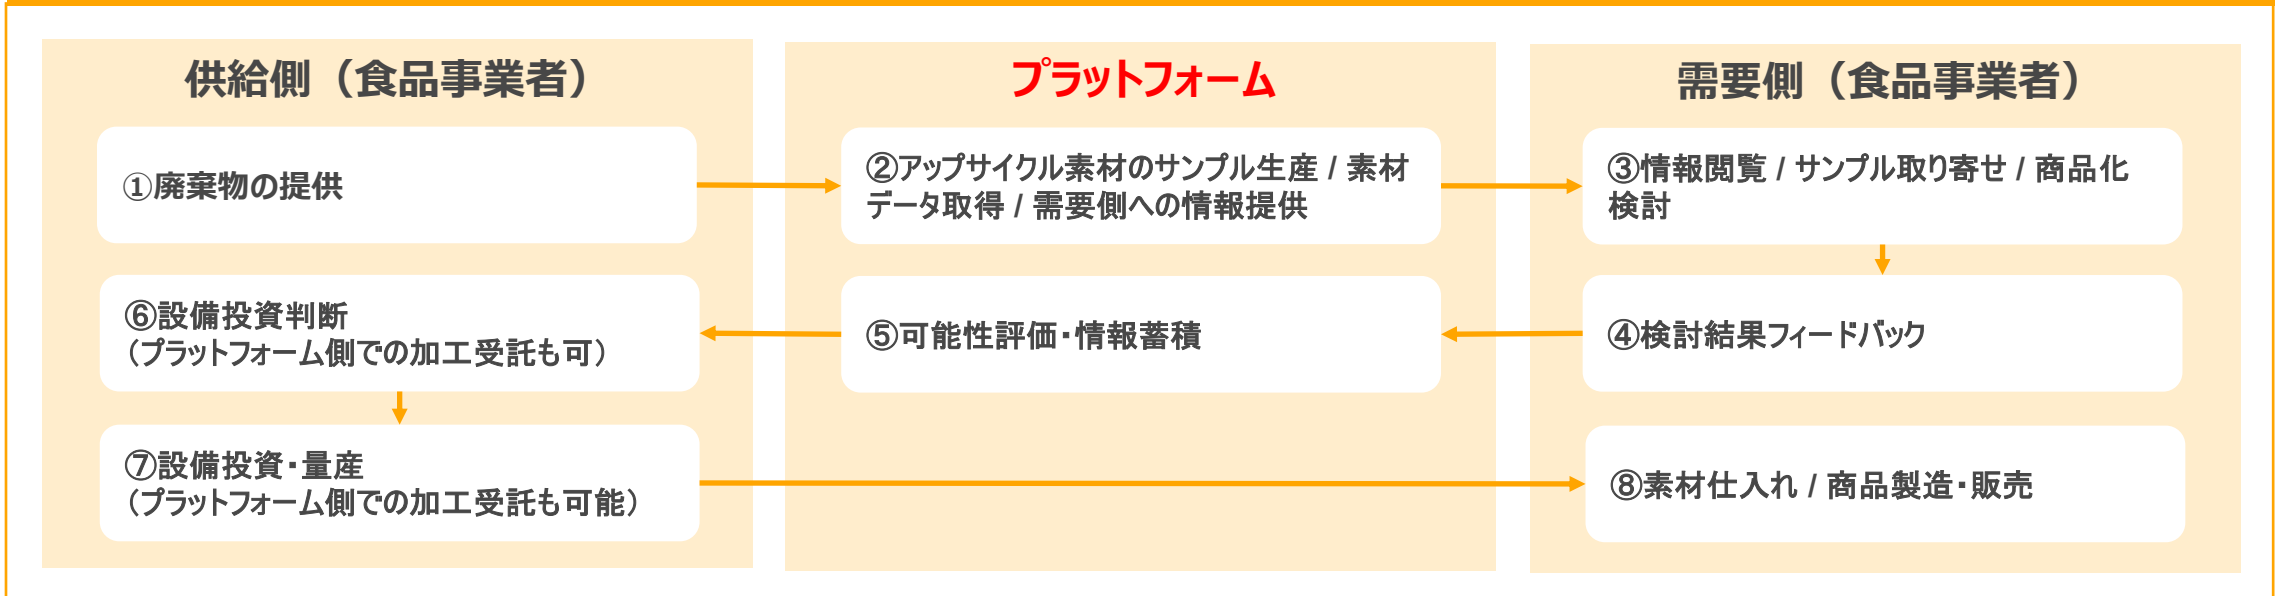 供給側（食品事業者）
プラットフォーム
需要側（食品事業者）
①廃棄物の提供
②アップサイクル素材のサンプル生産 / 素材
データ取得 / 需要側への情報提供
③情報閲覧 / サンプル取り寄せ / 商品化
検討
⑥設備投資判断
（プラットフォーム側での加工受託も可）
⑤可能性評価・情報蓄積
④検討結果フィードバック
⑦設備投資・量産
（プラットフォーム側での加工受託も可能）
⑧素材仕入れ / 商品製造・販売